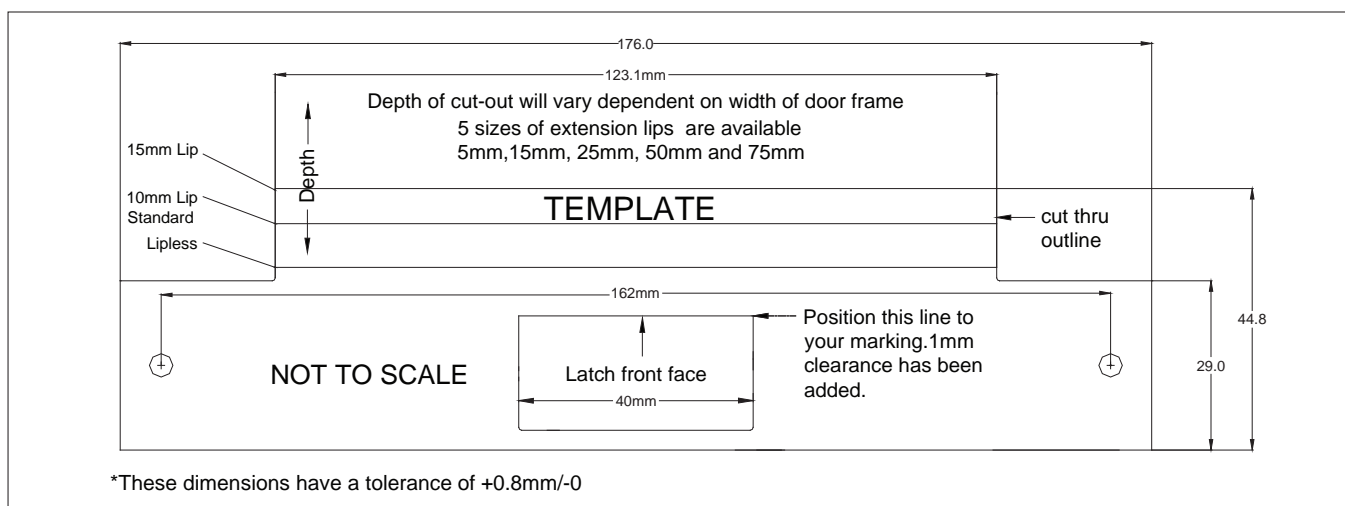 176.0
123.1mm
Depth of cut-out will vary dependent on width of door frame
5 sizes of extension lips are available
5mm,15mm, 25mm, 50mm and 75mm
Depth
15mm Lip
10mm Lip
Standard
Lipless
TEMPLATE
cut thru
outline
162mm
Position this line to
your marking.1mm
clearance has been
added.
44.8
29.0
NOT TO SCALE
Latch front face
40mm
*These dimensions have a tolerance of +0.8mm/-0